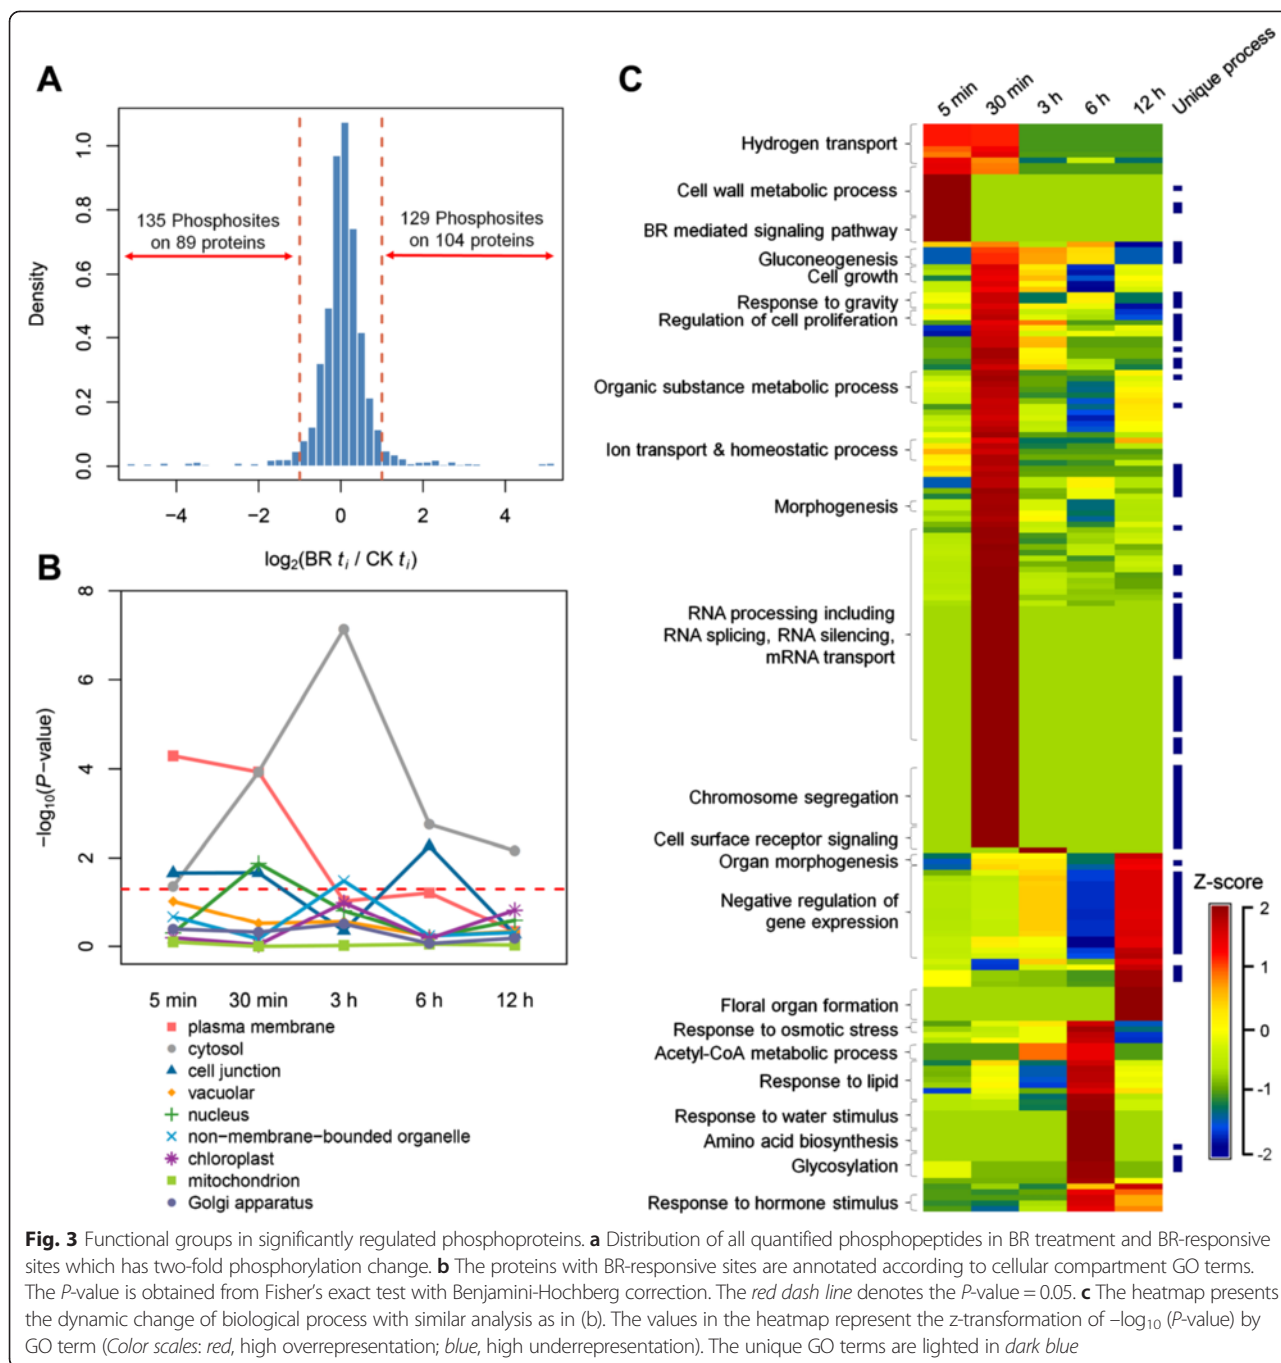 A
1.0
0.8
0.6
0.4
0.2
0.0
Density
135 Phosphosites
on 89 proteins
129 Phosphosites
on 104 proteins
−4
−2
0
2
4
log2(BR ti / CK ti)
B
8
6
4
2
0
−log10(P−value)
5 min
30 min
3 h
6 h
12 h
plasma membrane
cytosol
cell junction
vacuolar
nucleus
non−membrane−bounded organelle
chloroplast
mitochondrion
Golgi apparatus
C
5 min
30 min
3 h
6 h
12 h
Unique process
Hydrogen transport
Cell wall metabolic process
BR mediated signaling pathway
Gluconeogenesis
Cell growth
Response to gravity
Regulation of cell proliferation
Organic substance metabolic process
Ion transport & homeostatic process
Morphogenesis
RNA processing including
RNA splicing, RNA silencing,
mRNA transport
Chromosome segregation
Cell surface receptor signaling
Organ morphogenesis
Negative regulation of
gene expression
Floral organ formation
Response to osmotic stress
Acetyl-CoA metabolic process
Response to lipid
Response to water stimulus
Amino acid biosynthesis
Glycosylation
Response to hormone stimulus
Z-score
2
1
0
-1
-2
Fig. 3 Functional groups in significantly regulated phosphoproteins. a Distribution of all quantified phosphopeptides in BR treatment and BR-responsive
sites which has two-fold phosphorylation change. b The proteins with BR-responsive sites are annotated according to cellular compartment GO terms.
The P-value is obtained from Fisher's exact test with Benjamini-Hochberg correction. The red dash line denotes the P-value = 0.05. c The heatmap presents
the dynamic change of biological process with similar analysis as in (b). The values in the heatmap represent the z-transformation of –log10 (P-value) by
GO term (Color scales: red, high overrepresentation; blue, high underrepresentation). The unique GO terms are lighted in dark blue